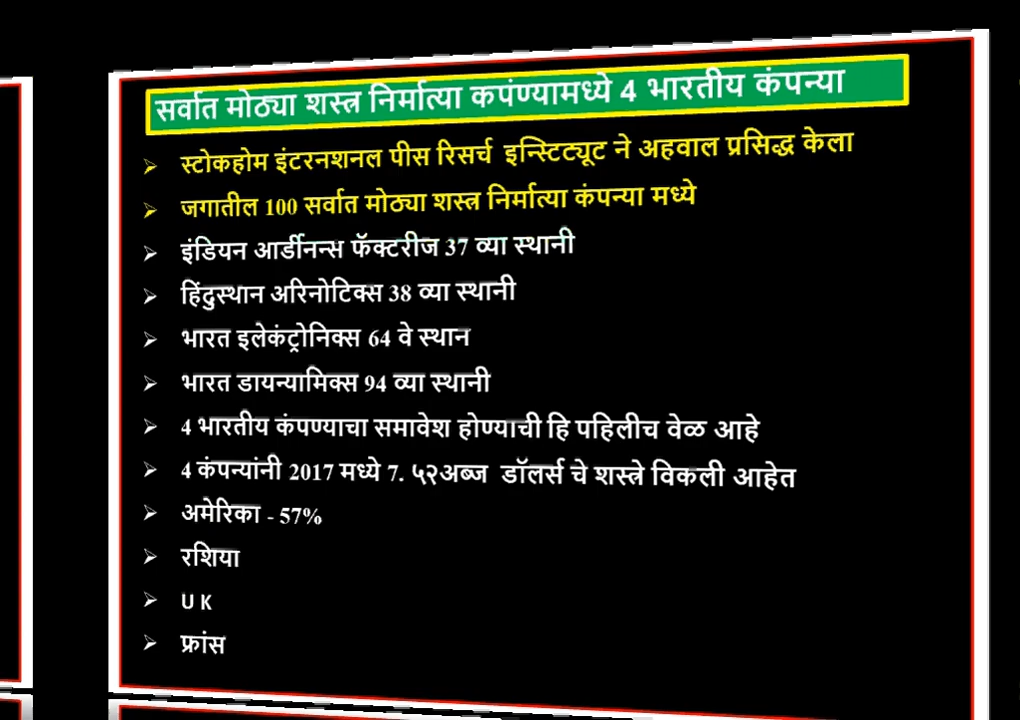 सर्वात मोठ्या शस्त्र निर्मात्या कपंण्यामध्ये 4 भारतीय कंपन्या
➢ स्टोकहोम इंटरनशनल पीस रिसर्च इन्स्टिट्यूट ने अहवाल प्रसिद्ध केला
➢ जगातील 100 सर्वात मोठ्या शस्त्र निर्मात्या कंपन्या मध्ये
➢ इंडियन आर्डीनन्स फॅक्टरीज 37 व्या स्थानी
➢ हिंदुस्थान अरिनोटिक्स 38 व्या स्थानी
➢ भारत इलेकंट्रोनिक्स 64 वे स्थान
➢ भारत डायन्यामिक्स 94 व्या स्थानी
➢ 4 भारतीय कंपण्याचा समावेश होण्याची हि पहिलीच वेळ आहे
➢ 4 कंपन्यांनी 2017 मध्ये 7. ५२अब्ज डॉलर्स चे शस्त्रे विकली आहेत
➢ अमेरिका - 57%
➢ रशिया
➢ U K
➢ फ्रांस